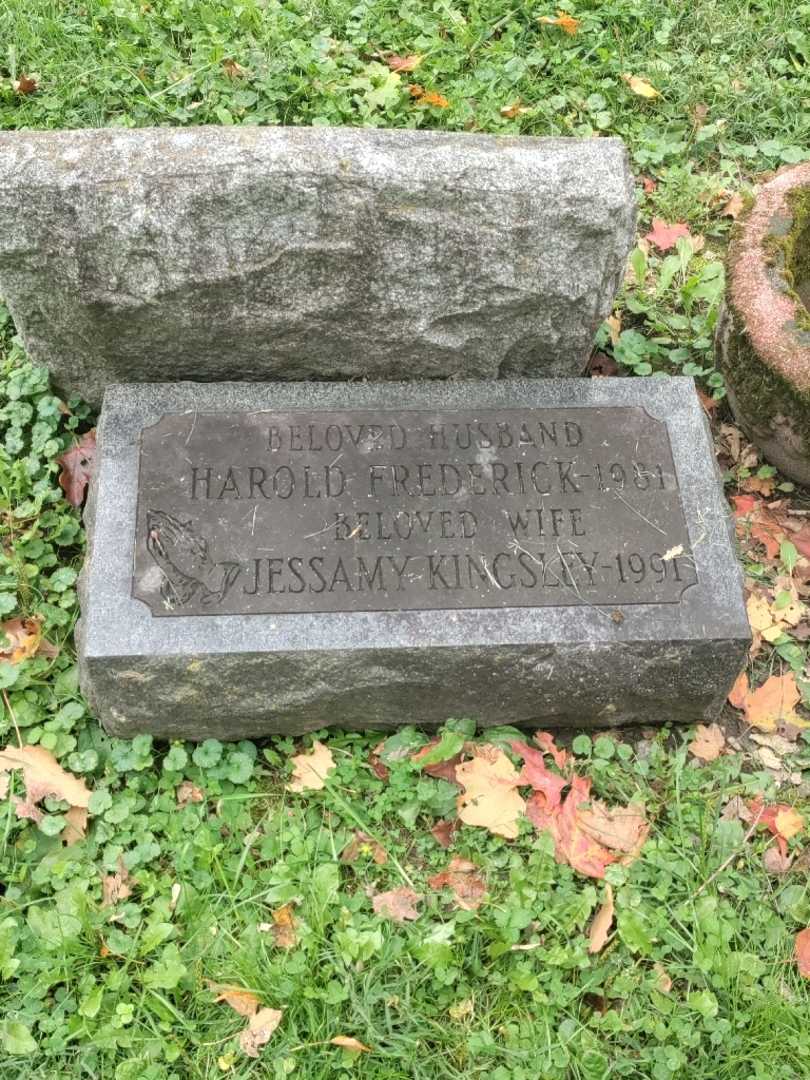 BELOVED HUSBAND
HAROLD FREDERICK-1981
BELOVED WIFE
JESSAMY KINGSLEY-1991